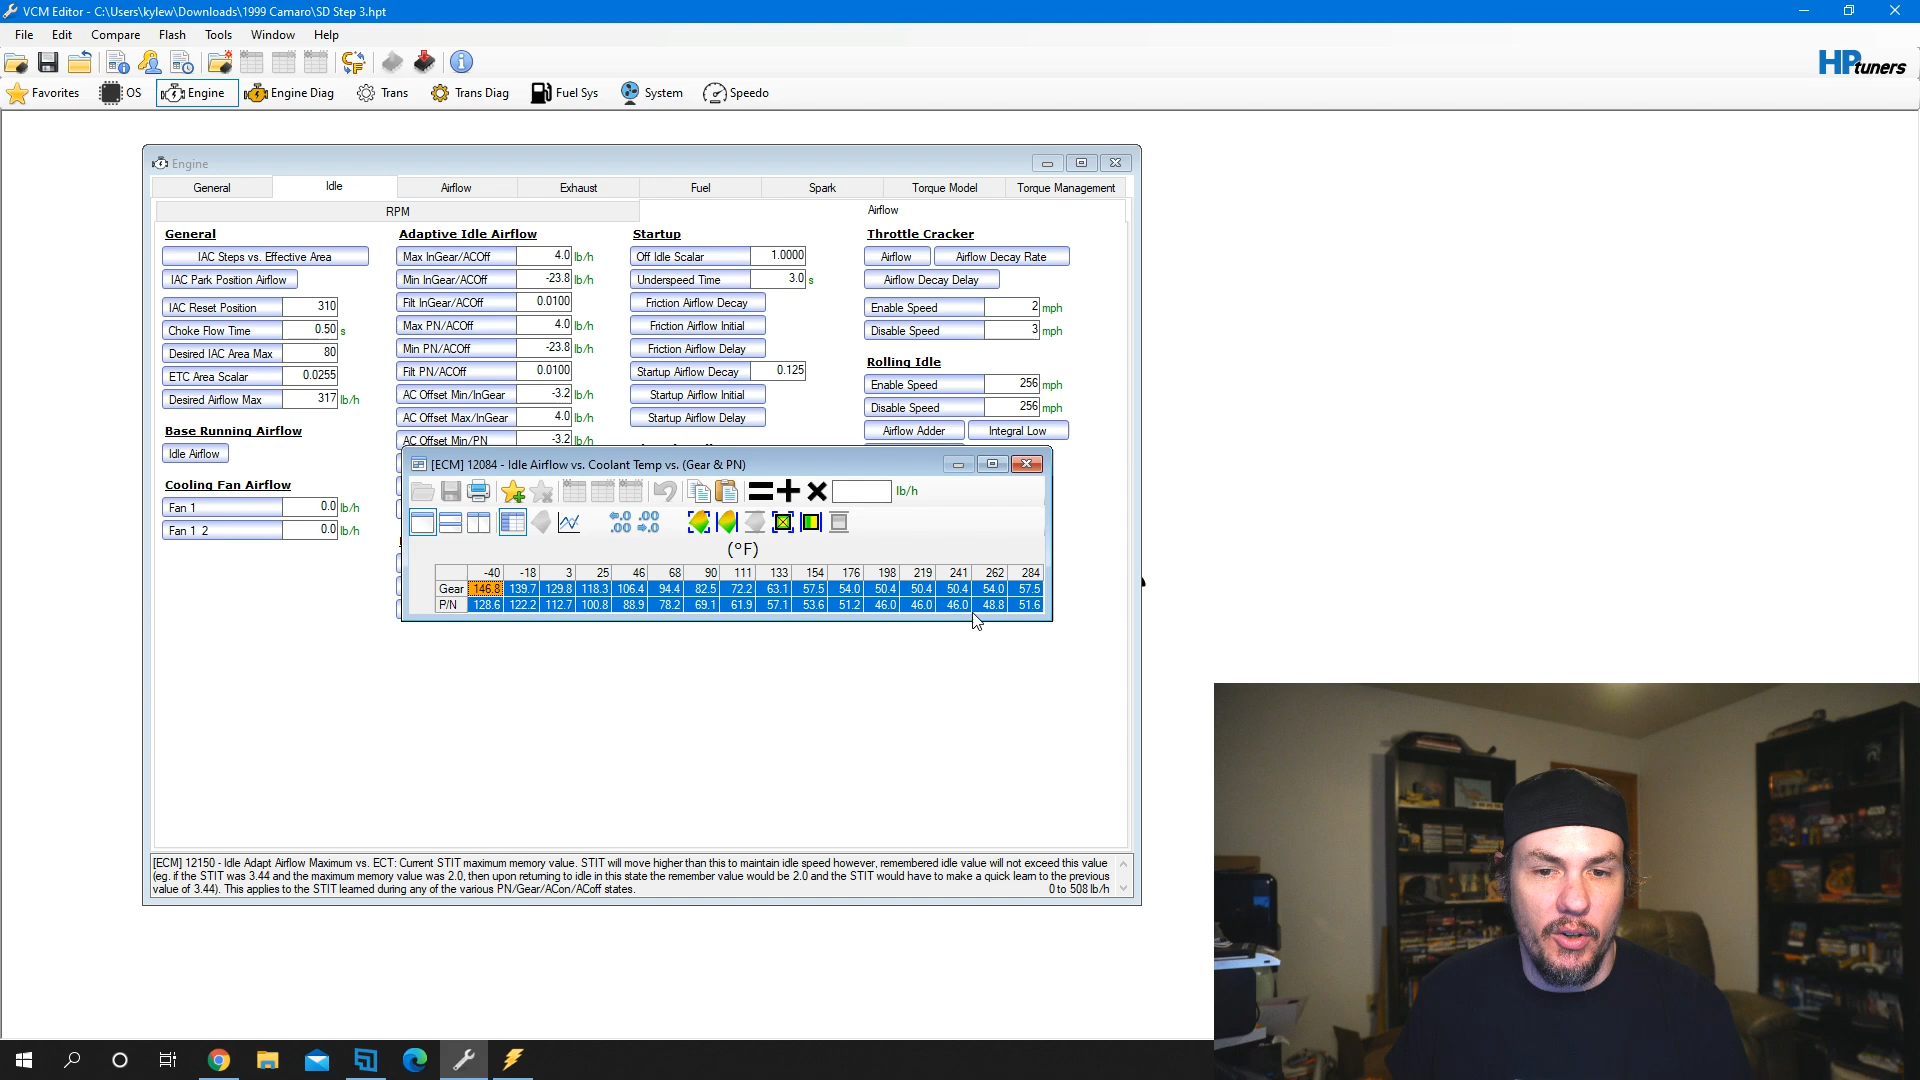 VCM Editor - C:\Users\kylew\Downloads\1999 Camaro\SD Step 3.hpt
File Edit Compare Flash Tools Window Help
HP tuners
Favorites OS Engine Engine Diag Trans Trans Diag Fuel Sys System Speedo
Engine
General Idle Airflow Exhaust Fuel Spark Torque Model Torque Management
RPM Airflow
General
IAC Steps vs. Effective Area
IAC Park Position Airflow
IAC Reset Position 310
Choke Flow Time 0.50 s
Desired IAC Area Max 80
ETC Area Scalar 0.0255
Desired Airflow Max 317 lb/h
Base Running Airflow
Idle Airflow
Cooling Fan Airflow
Fan 1 0.0 lb/h
Fan 1 2 0.0 lb/h
Adaptive Idle Airflow
Max InGear/ACOff 4.0 lb/h
Min InGear/ACOff -23.8 lb/h
Filt InGear/ACOff 0.0100
Max PN/ACOff 4.0 lb/h
Min PN/ACOff -23.8 lb/h
Filt PN/ACOff 0.0100
AC Offset Min/InGear -3.2 lb/h
AC Offset Max/InGear 4.0 lb/h
AC Offset Min/PN -3.2 lb/h
Startup
Off Idle Scalar 1.0000
Underspeed Time 3.0 s
Friction Airflow Decay
Friction Airflow Initial
Friction Airflow Delay
Startup Airflow Decay 0.125
Startup Airflow Initial
Startup Airflow Delay
Throttle Cracker
Airflow Airflow Decay Rate
Airflow Decay Delay
Enable Speed 2 mph
Disable Speed 3 mph
Rolling Idle
Enable Speed 256 mph
Disable Speed 256 mph
Airflow Adder Integral Low
[ECM] 12084 - Idle Airflow vs. Coolant Temp vs. (Gear & PN)
lb/h
←.0 .00
.00 →.0
(°F)
-40 -18 3 25 46 68 90 111 133 154 176 198 219 241 262 284
Gear 146.8 139.7 129.8 118.3 106.4 94.4 82.5 72.2 63.1 57.5 54.0 50.4 50.4 50.4 54.0 57.5
P/N 128.6 122.2 112.7 100.8 88.9 78.2 69.1 61.9 57.1 53.6 51.2 46.0 46.0 46.0 48.8 51.6
[ECM] 12150 - Idle Adapt Airflow Maximum vs. ECT: Current STIT maximum memory value. STIT will move higher than this to maintain idle speed however, remembered idle value will not exceed this value
(eg. if the STIT was 3.44 and the maximum memory value was 2.0, then upon returning to idle in this state the remember value would be 2.0 and the STIT would have to make a quick learn to the previous
value of 3.44). This applies to the STIT learned during any of the various PN/Gear/ACon/ACoff states. 0 to 508 lb/h